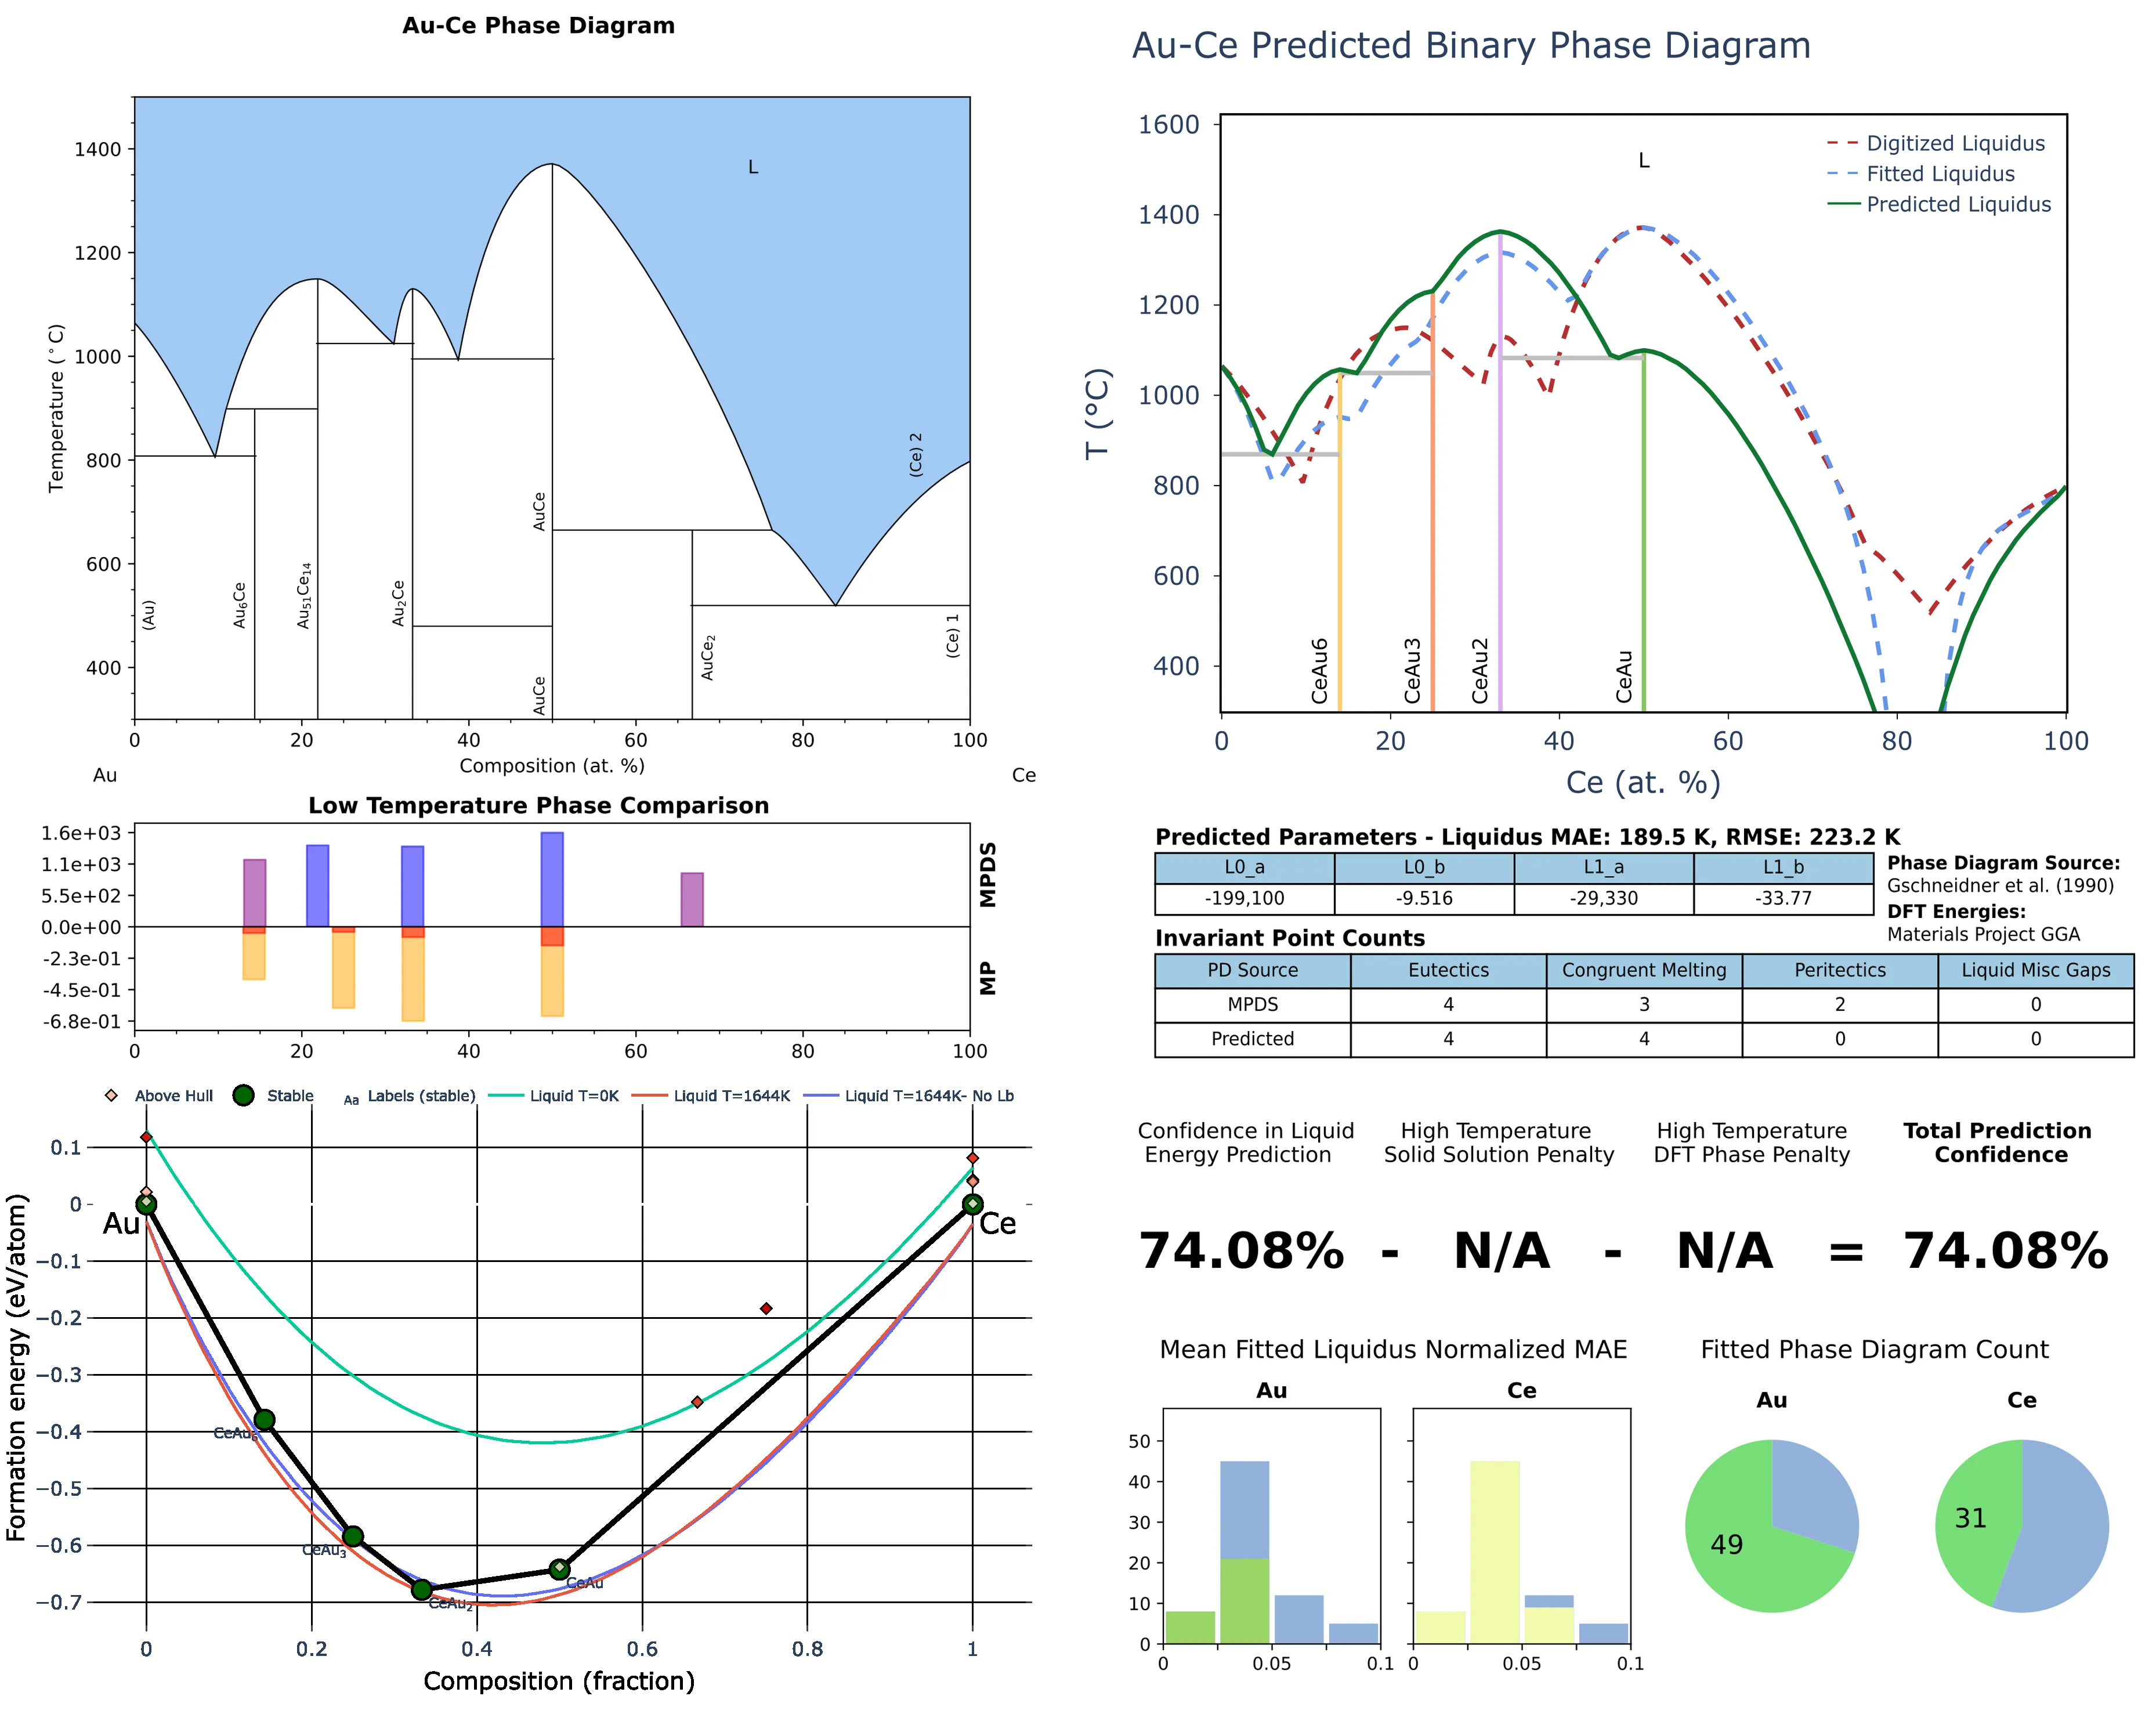 Au-Ce Phase Diagram
1400
1200
1000
800
600
400
Temperature (°C)
L
(Ce) 2
(Au)
Au6Ce
Au51Ce14
Au2Ce
AuCe
AuCe
AuCe2
(Ce) 1
0 20 40 60 80 100
Composition (at. %)
Au Ce
Low Temperature Phase Comparison
1.6e+03
1.1e+03
5.5e+02
0.0e+00
-2.3e-01
-4.5e-01
-6.8e-01
MPDS
MP
0 20 40 60 80 100
Above Hull Stable Aa Labels (stable) Liquid T=0K Liquid T=1644K Liquid T=1644K- No Lb
0.1
0
−0.1
−0.2
−0.3
−0.4
−0.5
−0.6
−0.7
Formation energy (eV/atom)
Au Ce
CeAu6
CeAu3
CeAu2
CeAu
0 0.2 0.4 0.6 0.8 1
Composition (fraction)
Au-Ce Predicted Binary Phase Diagram
1600
1400
1200
1000
800
600
400
T (°C)
L
Digitized Liquidus
Fitted Liquidus
Predicted Liquidus
CeAu6
CeAu3
CeAu2
CeAu
0 20 40 60 80 100
Ce (at. %)
Predicted Parameters - Liquidus MAE: 189.5 K, RMSE: 223.2 K
L0_a L0_b L1_a L1_b
-199,100 -9.516 -29,330 -33.77
Phase Diagram Source:
Gschneidner et al. (1990)
DFT Energies:
Materials Project GGA
Invariant Point Counts
PD Source Eutectics Congruent Melting Peritectics Liquid Misc Gaps
MPDS 4 3 2 0
Predicted 4 4 0 0
Confidence in Liquid
Energy Prediction
High Temperature
Solid Solution Penalty
High Temperature
DFT Phase Penalty
Total Prediction
Confidence
74.08% - N/A - N/A = 74.08%
Mean Fitted Liquidus Normalized MAE
Au Ce
50
40
30
20
10
0
0 0.05 0.1
0 0.05 0.1
Fitted Phase Diagram Count
Au Ce
49
31